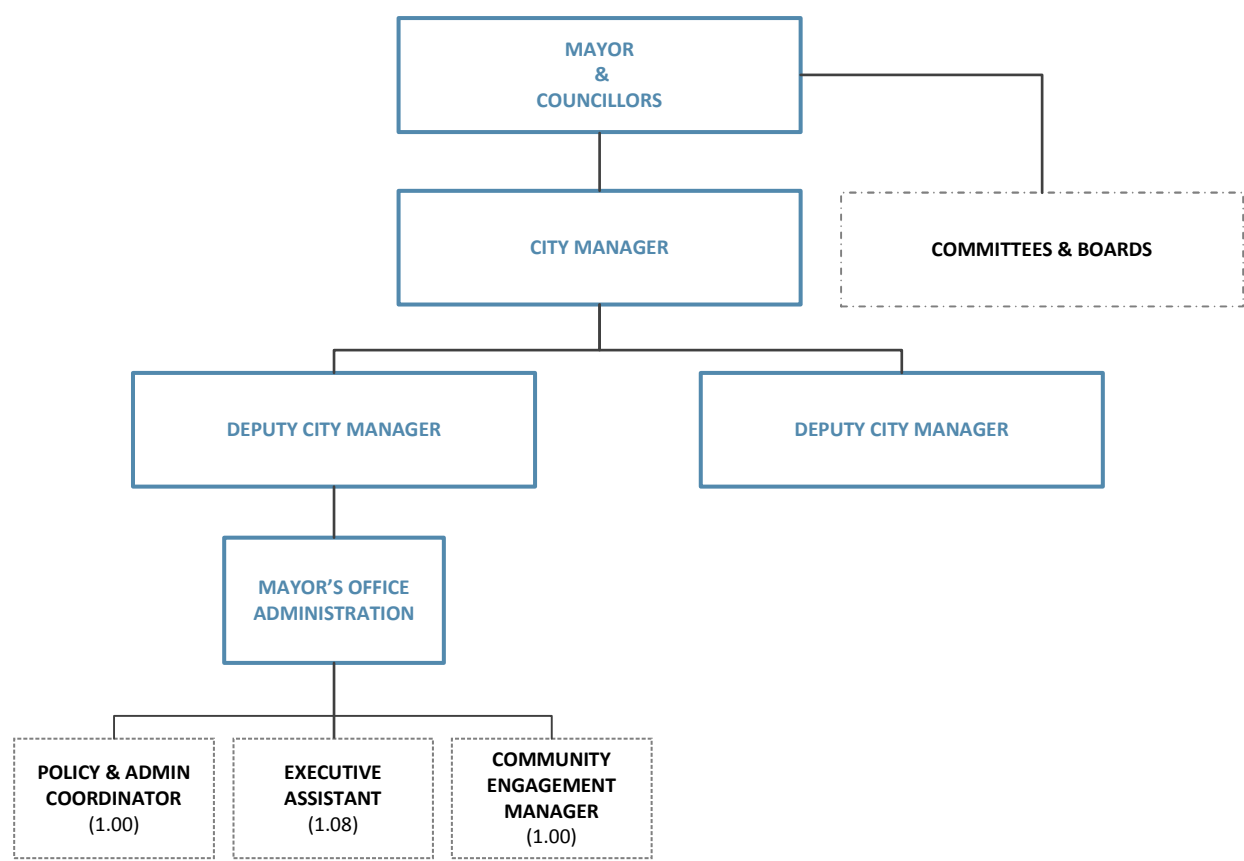 MAYOR
&
COUNCILLORS
CITY MANAGER
COMMITTEES & BOARDS
DEPUTY CITY MANAGER
DEPUTY CITY MANAGER
MAYOR’S OFFICE
ADMINISTRATION
POLICY & ADMIN
COORDINATOR
(1.00)
EXECUTIVE
ASSISTANT
(1.08)
COMMUNITY
ENGAGEMENT
MANAGER
(1.00)